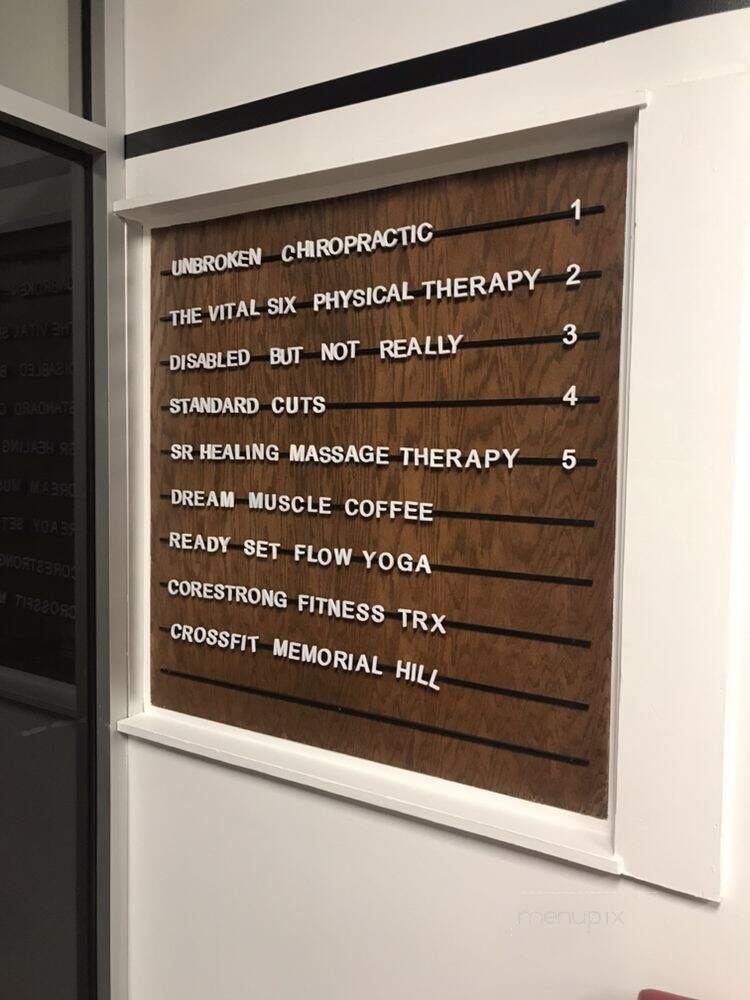 UNBROKEN CHIROPRACTIC 1
THE VITAL SIX PHYSICAL THERAPY 2
DISABLED BUT NOT REALLY 3
STANDARD CUTS 4
SR HEALING MASSAGE THERAPY 5
DREAM MUSCLE COFFEE
READY SET FLOW YOGA
CORESTRONG FITNESS TRX
CROSSFIT MEMORIAL HILL
menupix